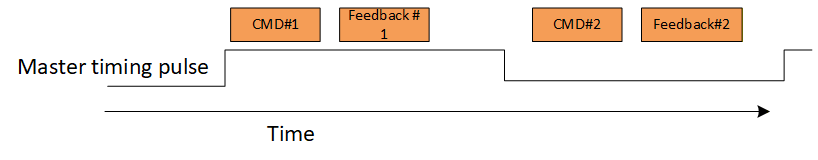 CMD#1
Feedback #
1
CMD#2
Feedback#2
Master timing pulse
Time